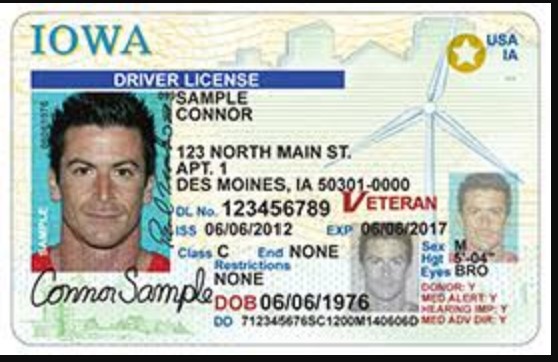 IOWA
USA
IA
DRIVER LICENSE
SAMPLE
CONNOR
123 NORTH MAIN ST.
APT. 1
DES MOINES, IA 50301-0000
DL No. 123456789 VETERAN
ISS 06/06/2012 EXP 06/06/2017
Class C End NONE Sex M
Restrictions Hgt 5'-04"
NONE Eyes BRO
DONOR: Y
MED ALERT: Y
HEARING IMP: Y
MED ADV DIR: Y
DOB 06/06/1976
DD 712345676SC1200M140606D
SAMPLE
Connor Sample